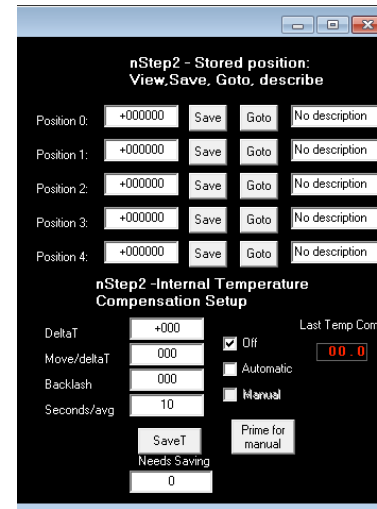 nStep2 - Stored position:
View,Save, Goto, describe
Position 0: +000000 Save Goto No description
Position 1: +000000 Save Goto No description
Position 2: +000000 Save Goto No description
Position 3: +000000 Save Goto No description
Position 4: +000000 Save Goto No description
nStep2 -Internal Temperature
Compensation Setup
DeltaT +000
Move/deltaT 000
Backlash 000
Seconds/avg 10
Off
Automatic
Manual
Last Temp Com
00.0
SaveT
Prime for
manual
Needs Saving
0